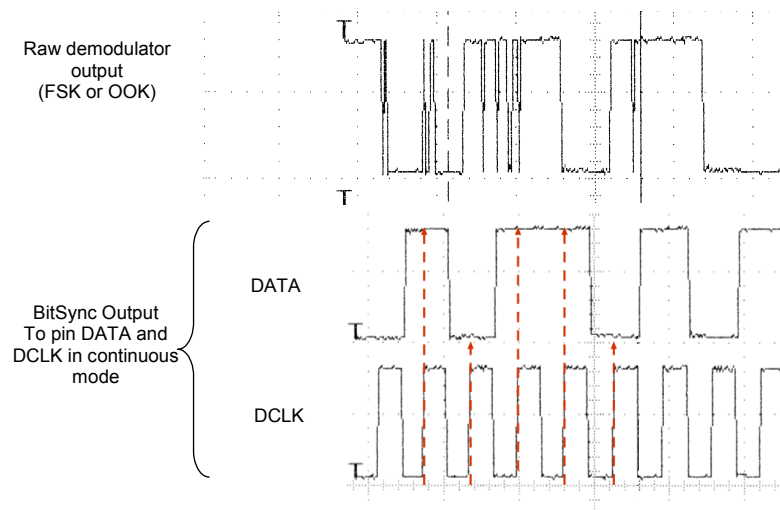 Raw demodulator
output
(FSK or OOK)
DATA
BitSync Output
To pin DATA and
DCLK in continuous
mode
DCLK